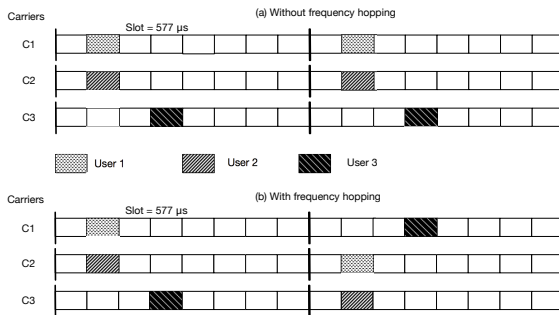 (a) Without frequency hopping
Carriers
Slot = 577 µs
C1
C2
C3
User 1
User 2
User 3
(b) With frequency hopping
Carriers
Slot = 577 µs
C1
C2
C3